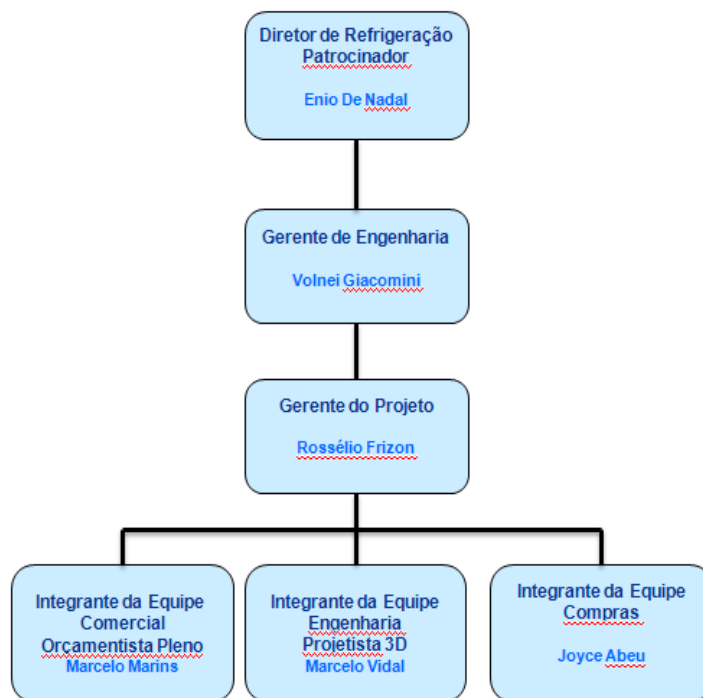 Diretor de Refrigeração
Patrocinador
Enio De Nadal
Gerente de Engenharia
Volnei Giacomini
Gerente do Projeto
Rossélio Frizon
Integrante da Equipe
Comercial
Orçamentista Pleno
Marcelo Marins
Integrante da Equipe
Engenharia
Projetista 3D
Marcelo Vidal
Integrante da Equipe
Compras
Joyce Abeu